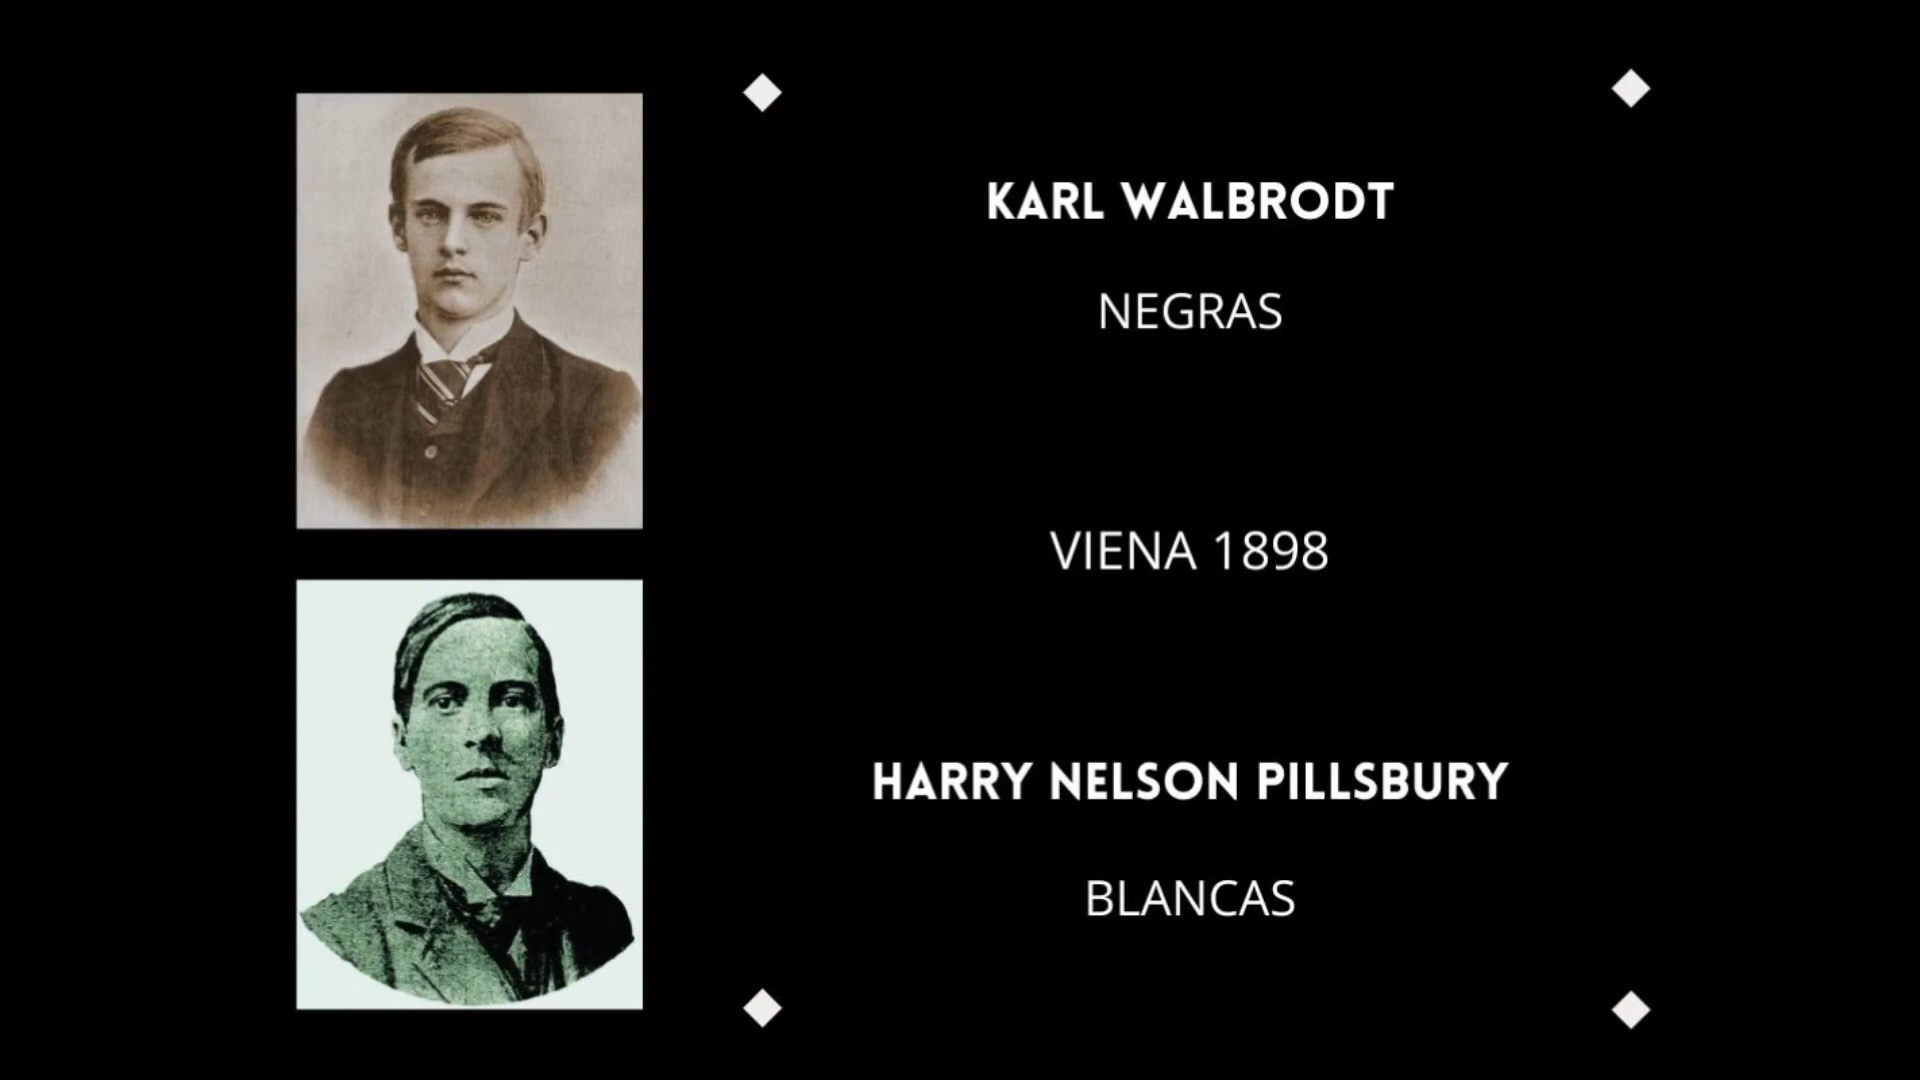 KARL WALBRODT
NEGRAS
VIENA 1898
HARRY NELSON PILLSBURY
BLANCAS